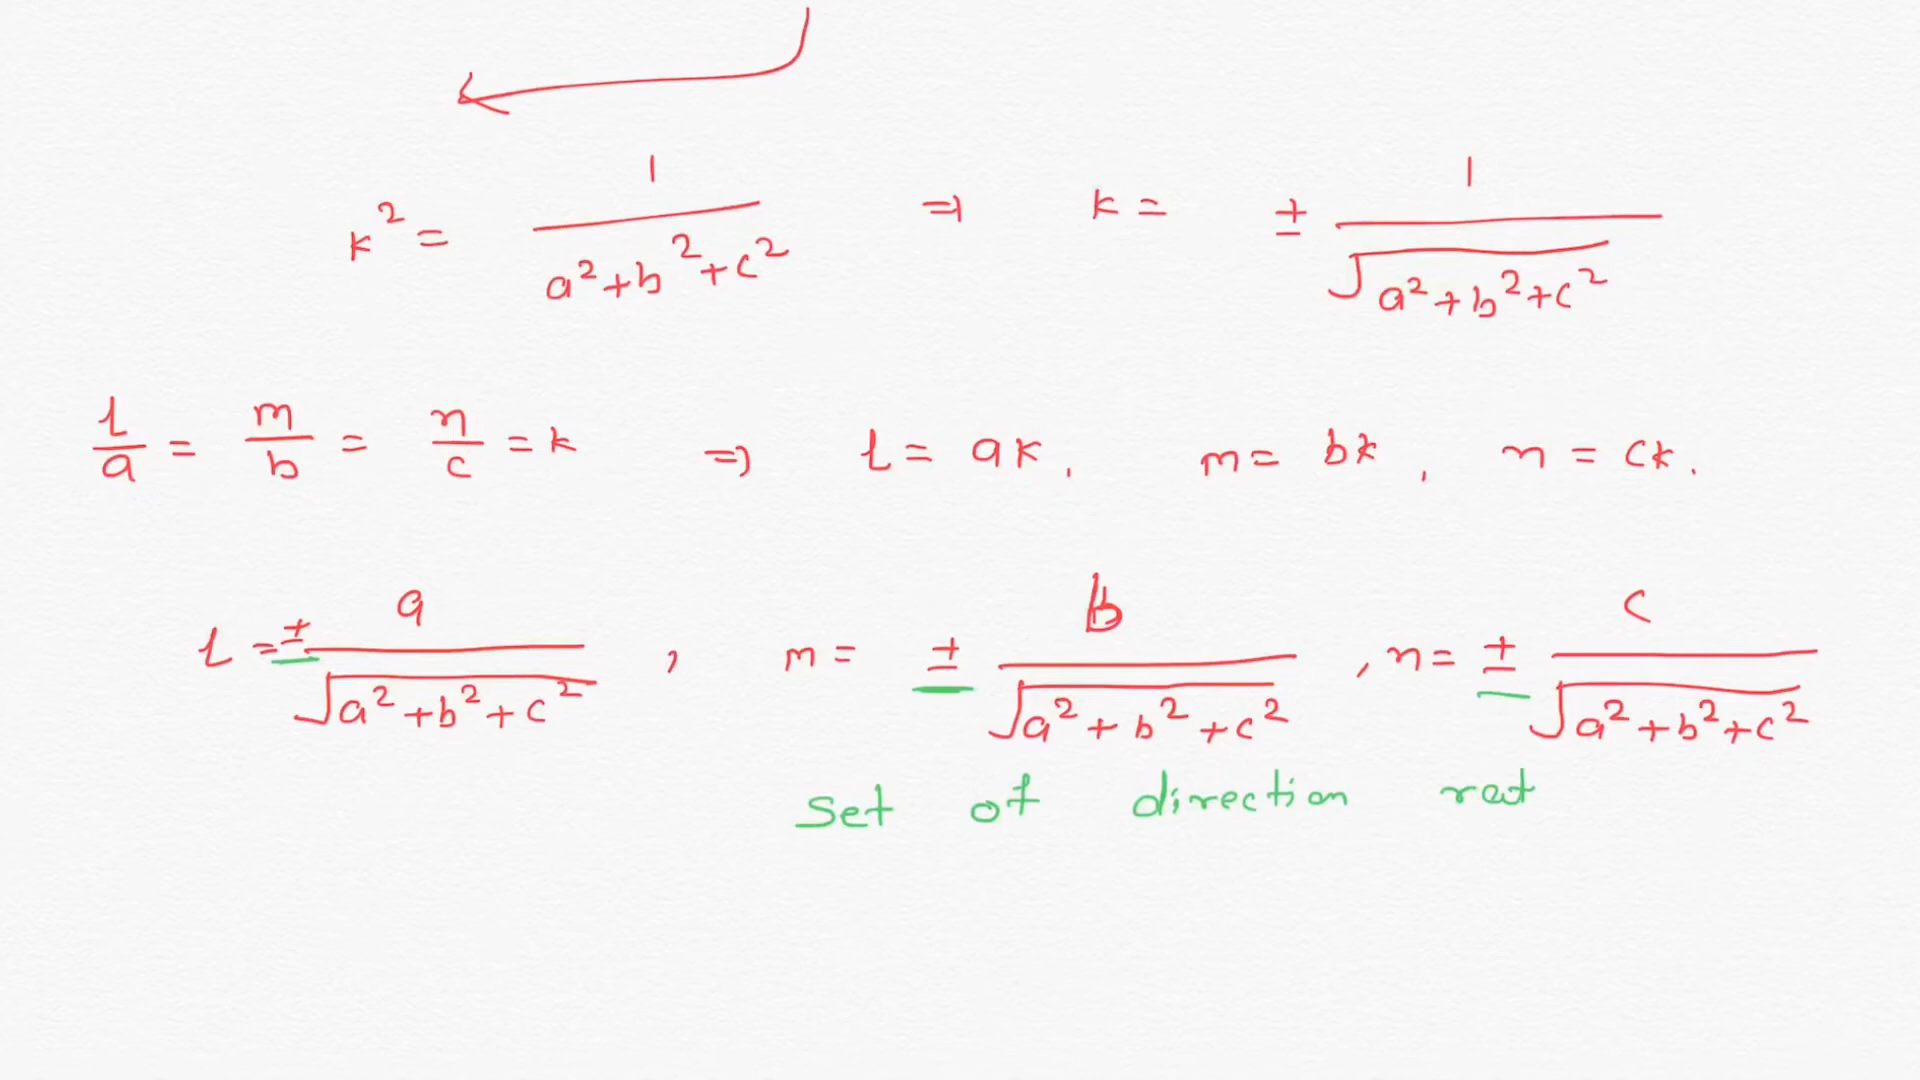 k² = 1/(a²+b²+c²) ⇒ k = ± 1/√(a²+b²+c²)
l/a = m/b = n/c = k ⇒ l = ak, m = bk, n = ck.
l = ± a/√(a²+b²+c²), m = ± b/√(a²+b²+c²), n = ± c/√(a²+b²+c²)
Set of direction rat